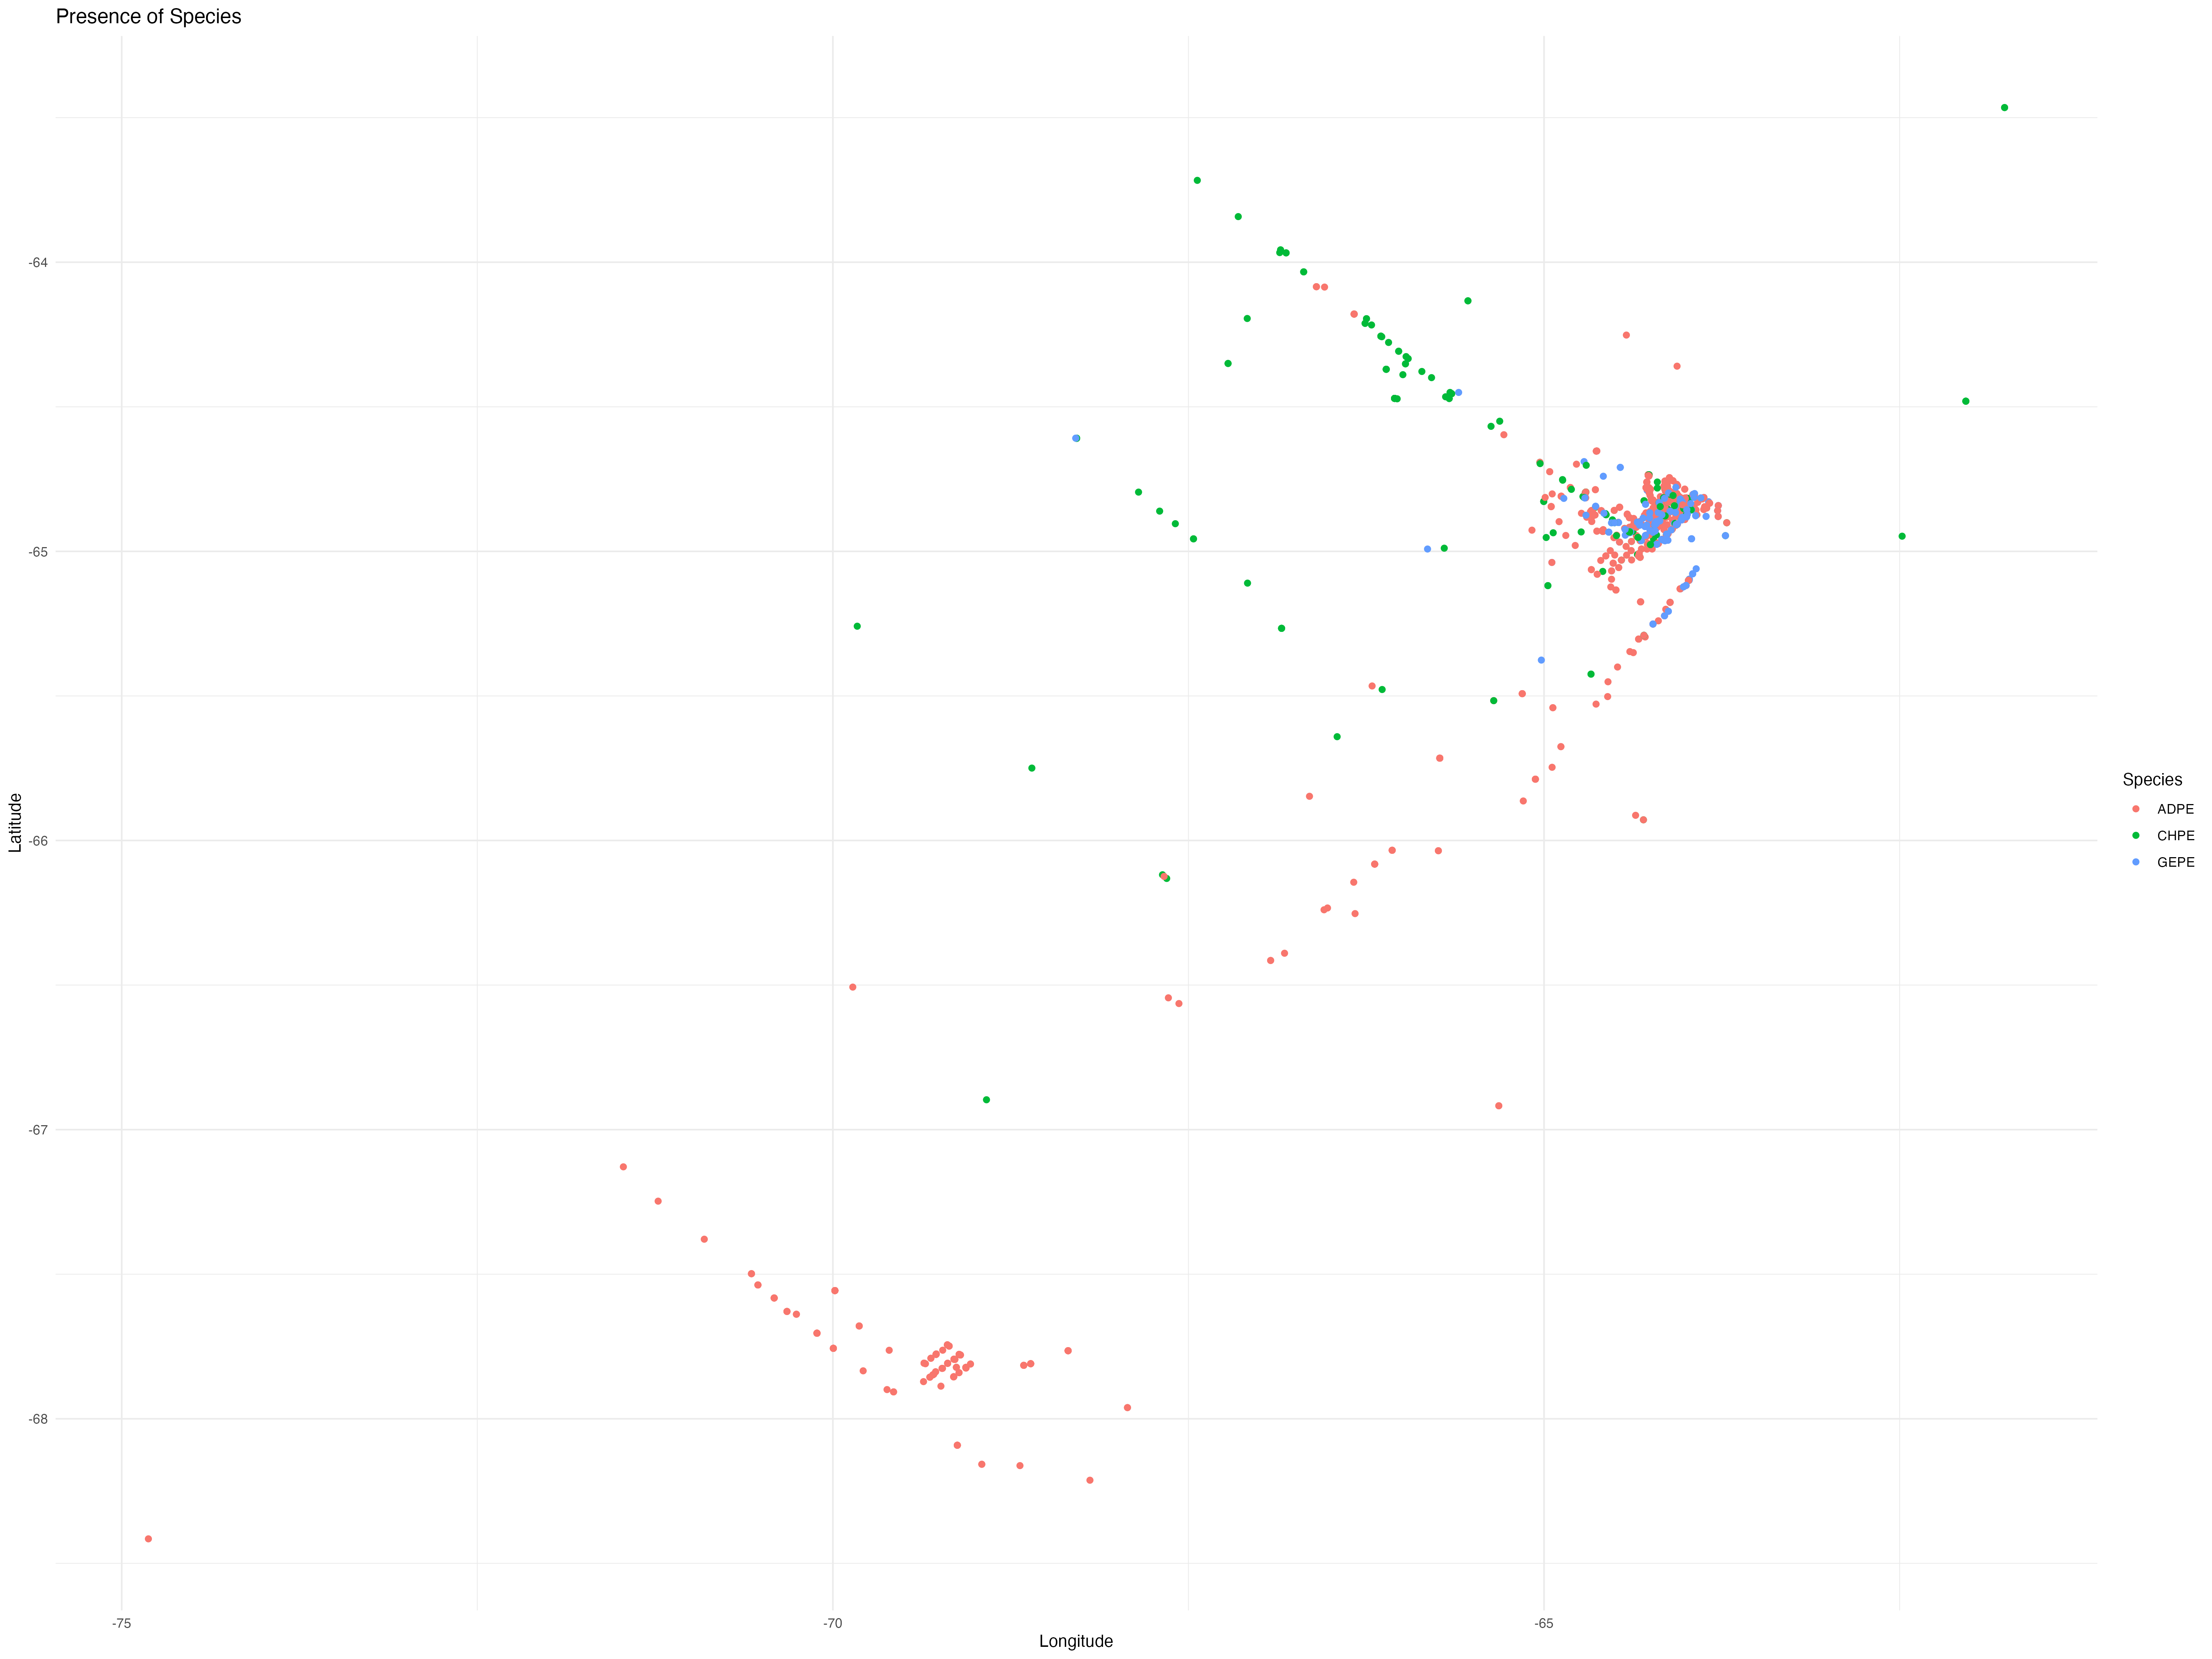 Presence of Species
-64
-65
-66
-67
-68
Latitude
-75
-70
-65
Longitude
Species
ADPE
CHPE
GEPE